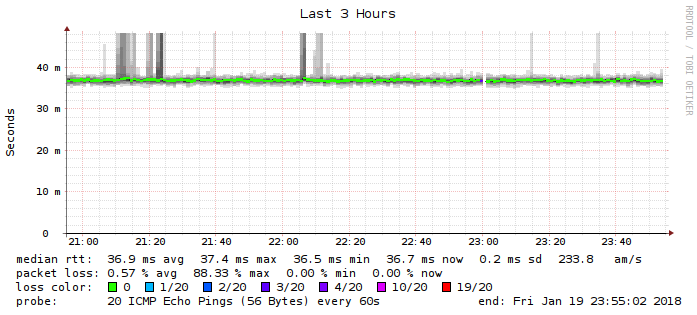 Last 3 Hours
RRDTOOL / TOBI OETIKER
Seconds
40 m
30 m
20 m
10 m
0
21:00 21:20 21:40 22:00 22:20 22:40 23:00 23:20 23:40
median rtt: 36.9 ms avg 37.4 ms max 36.5 ms min 36.7 ms now 0.2 ms sd 233.8 am/s
packet loss: 0.57 % avg 88.33 % max 0.00 % min 0.00 % now
loss color: 0 1/20 2/20 3/20 4/20 10/20 19/20
probe: 20 ICMP Echo Pings (56 Bytes) every 60s end: Fri Jan 19 23:55:02 2018